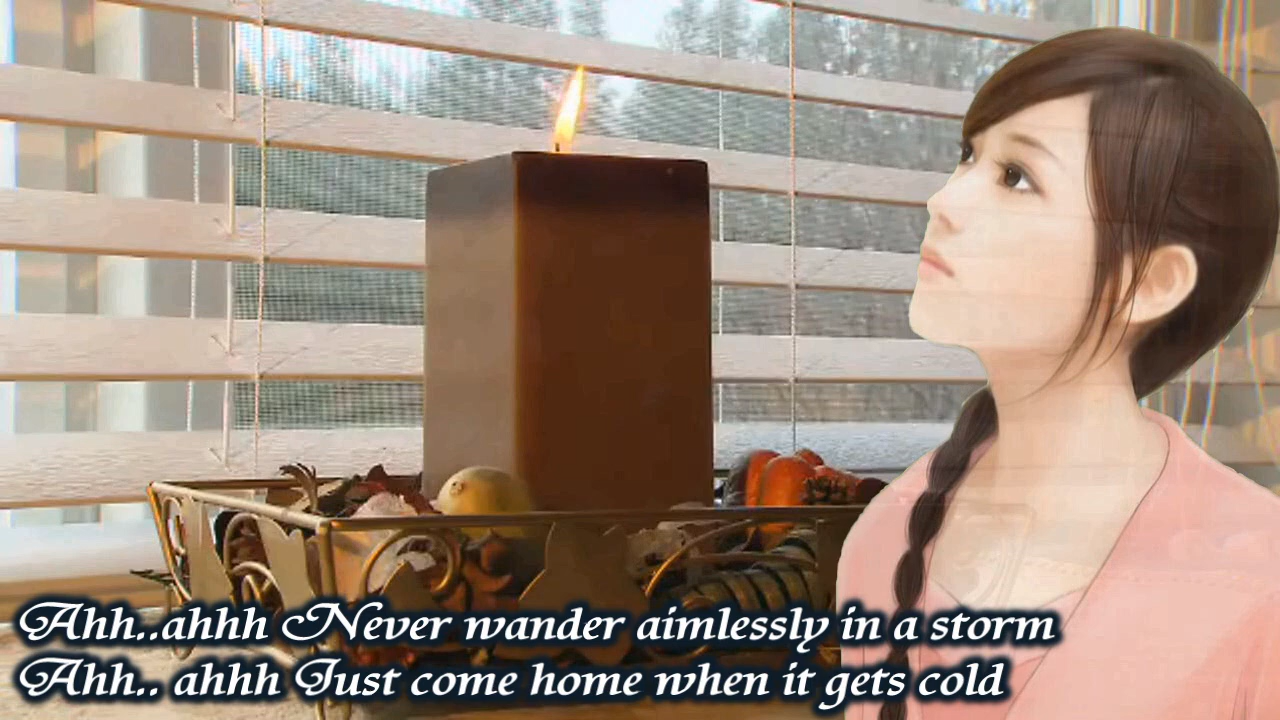 Ahh..ahhh Never wander aimlessly in a storm
Ahh.. ahhh Just come home when it gets cold